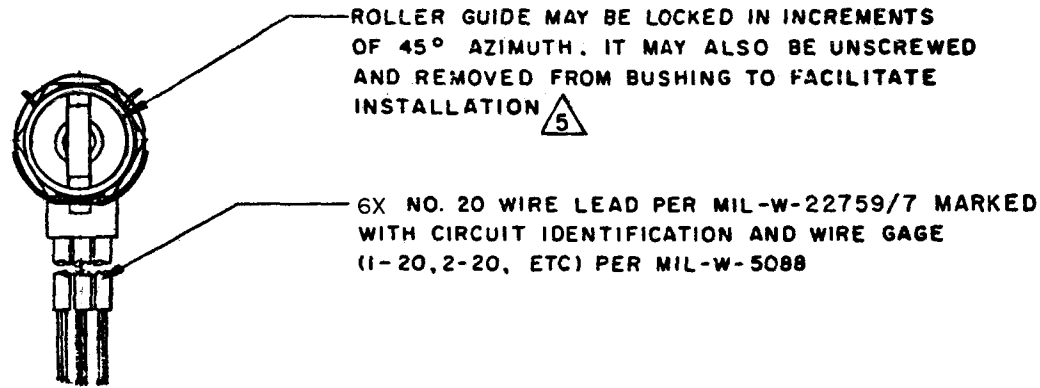 ROLLER GUIDE MAY BE LOCKED IN INCREMENTS
OF 45° AZIMUTH. IT MAY ALSO BE UNSCREWED
AND REMOVED FROM BUSHING TO FACILITATE
INSTALLATION 5
6X NO. 20 WIRE LEAD PER MIL-W-22759/7 MARKED
WITH CIRCUIT IDENTIFICATION AND WIRE GAGE
(1-20,2-20, ETC) PER MIL-W-5088